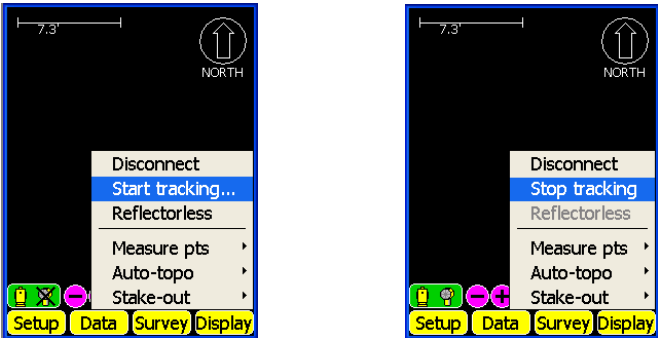 7.3'
NORTH
Disconnect
Start tracking...
Reflectorless
Measure pts
Auto-topo
Stake-out
Setup Data Survey Display
7.3'
NORTH
Disconnect
Stop tracking
Reflectorless
Measure pts
Auto-topo
Stake-out
Setup Data Survey Display